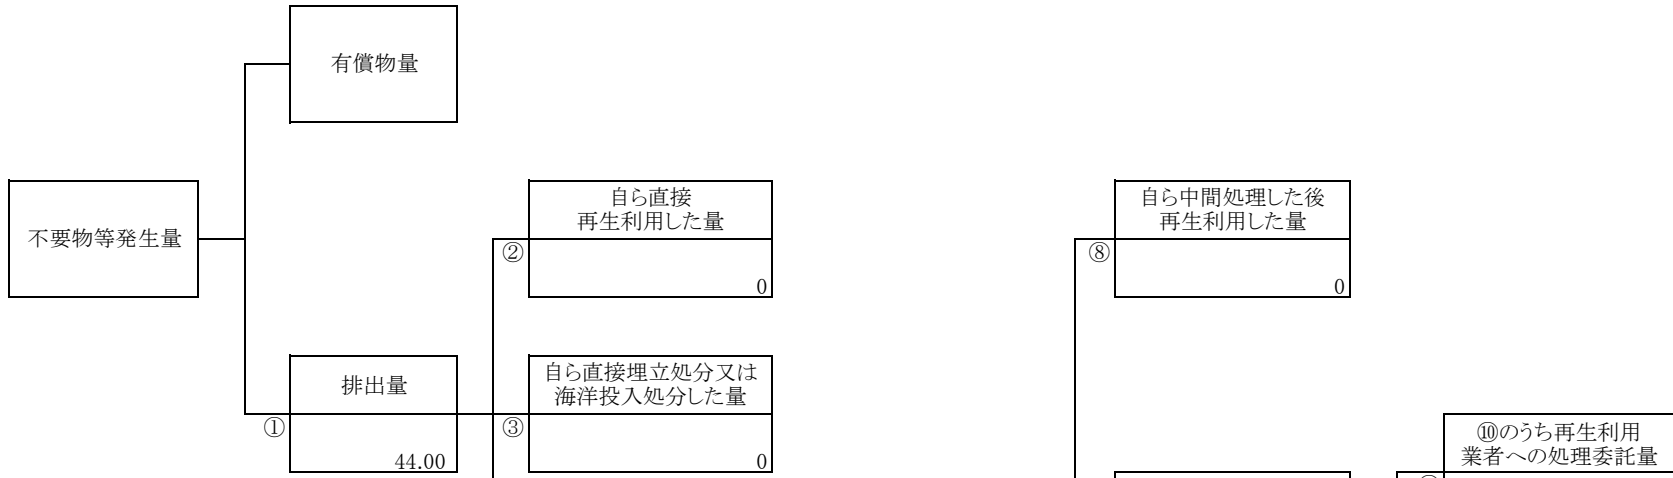 有償物量
不要物等発生量
自ら直接
再生利用した量
②
0
自ら中間処理した後
再生利用した量
⑧
0
排出量
①
44.00
自ら直接埋立処分又は
海洋投入処分した量
③
0
⑩のうち再生利用
業者への処理委託量